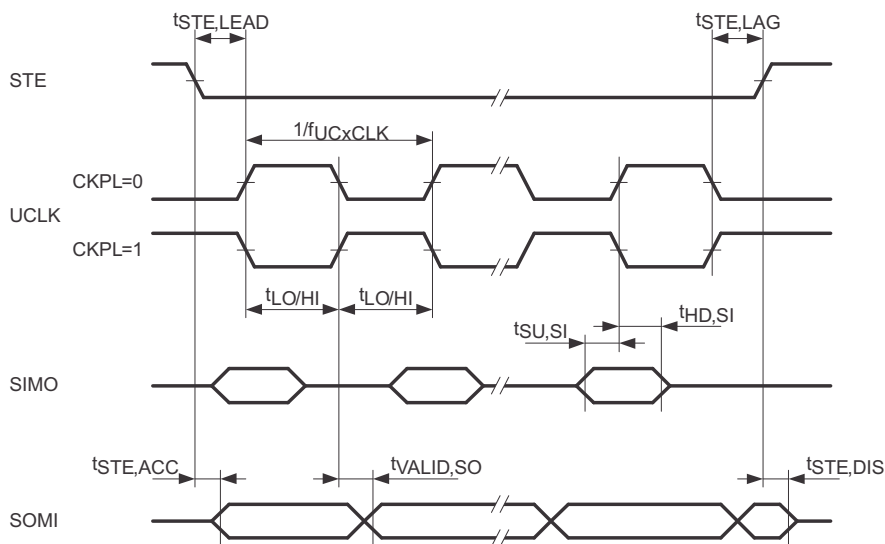 tSTE,LEAD
tSTE,LAG
STE
1/fUCxCLK
CKPL=0
UCLK
CKPL=1
tLO/HI
tLO/HI
tSU,SI
tHD,SI
SIMO
tSTE,ACC
tVALID,SO
tSTE,DIS
SOMI